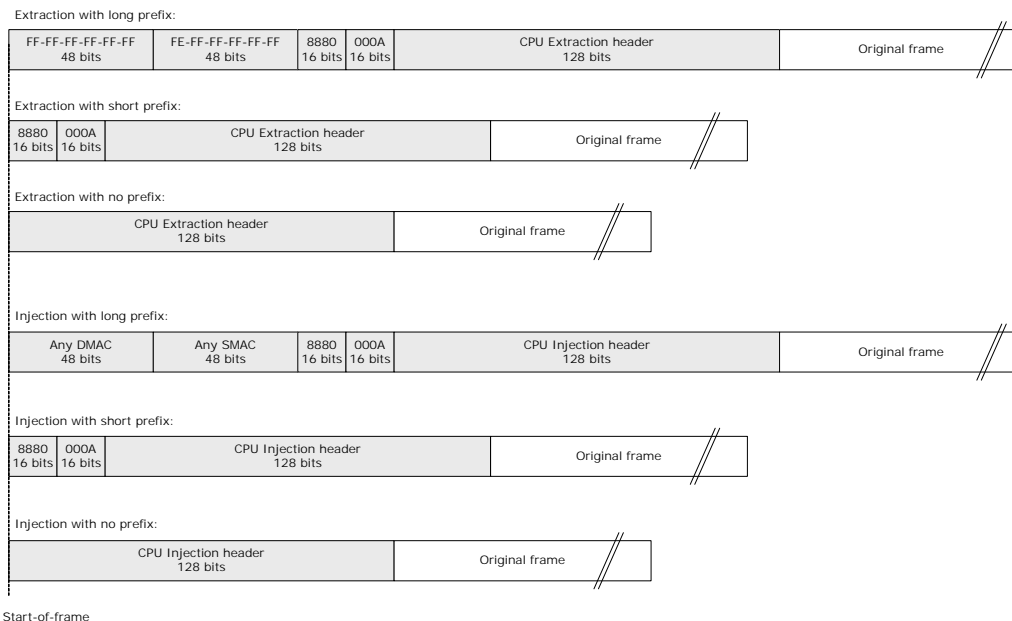 Extraction with long prefix:
FF-FF-FF-FF-FF-FF FE-FF-FF-FF-FF-FF 8880 000A CPU Extraction header Original frame
48 bits 48 bits 16 bits 16 bits 128 bits
Extraction with short prefix:
8880 000A CPU Extraction header Original frame
16 bits 16 bits 128 bits
Extraction with no prefix:
CPU Extraction header Original frame
128 bits
Injection with long prefix:
Any DMAC Any SMAC 8880 000A CPU Injection header Original frame
48 bits 48 bits 16 bits 16 bits 128 bits
Injection with short prefix:
8880 000A CPU Injection header Original frame
16 bits 16 bits 128 bits
Injection with no prefix:
CPU Injection header Original frame
128 bits
Start-of-frame